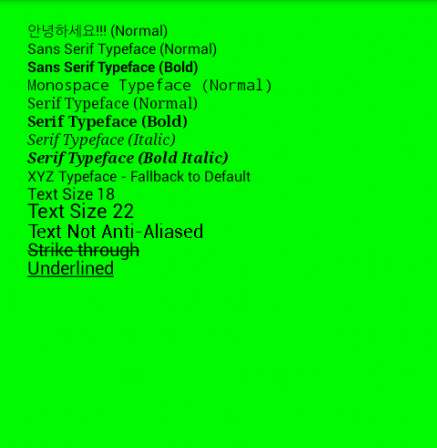 안녕하세요!!! (Normal)
Sans Serif Typeface (Normal)
Sans Serif Typeface (Bold)
Monospace Typeface (Normal)
Serif Typeface (Normal)
Serif Typeface (Bold)
Serif Typeface (Italic)
Serif Typeface (Bold Italic)
XYZ Typeface - Fallback to Default
Text Size 18
Text Size 22
Text Not Anti-Aliased
Strike through
Underlined